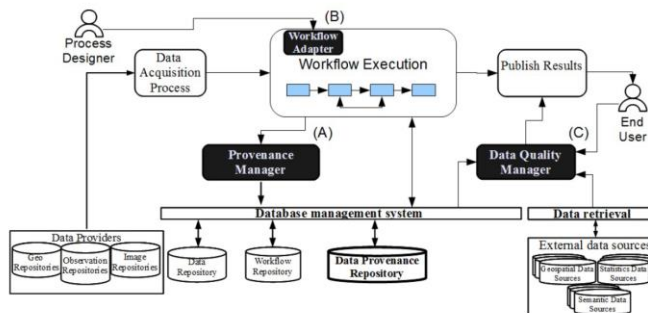 (B)
Process
Designer
Workflow
Adapter
Data
Acquisition
Process
Workflow Execution
Publish Results
End
User
(A)
(C)
Provenance
Manager
Data Quality
Manager
Database management system
Data retrieval
Data Providers
Geo
Repositories
Observation
Repositories
Image
Repositories
Data
Repository
Workflow
Repository
Data Provenance
Repository
External data sources
Geospatial Data
Sources
Statistics Data
Sources
Semantic Data
Sources